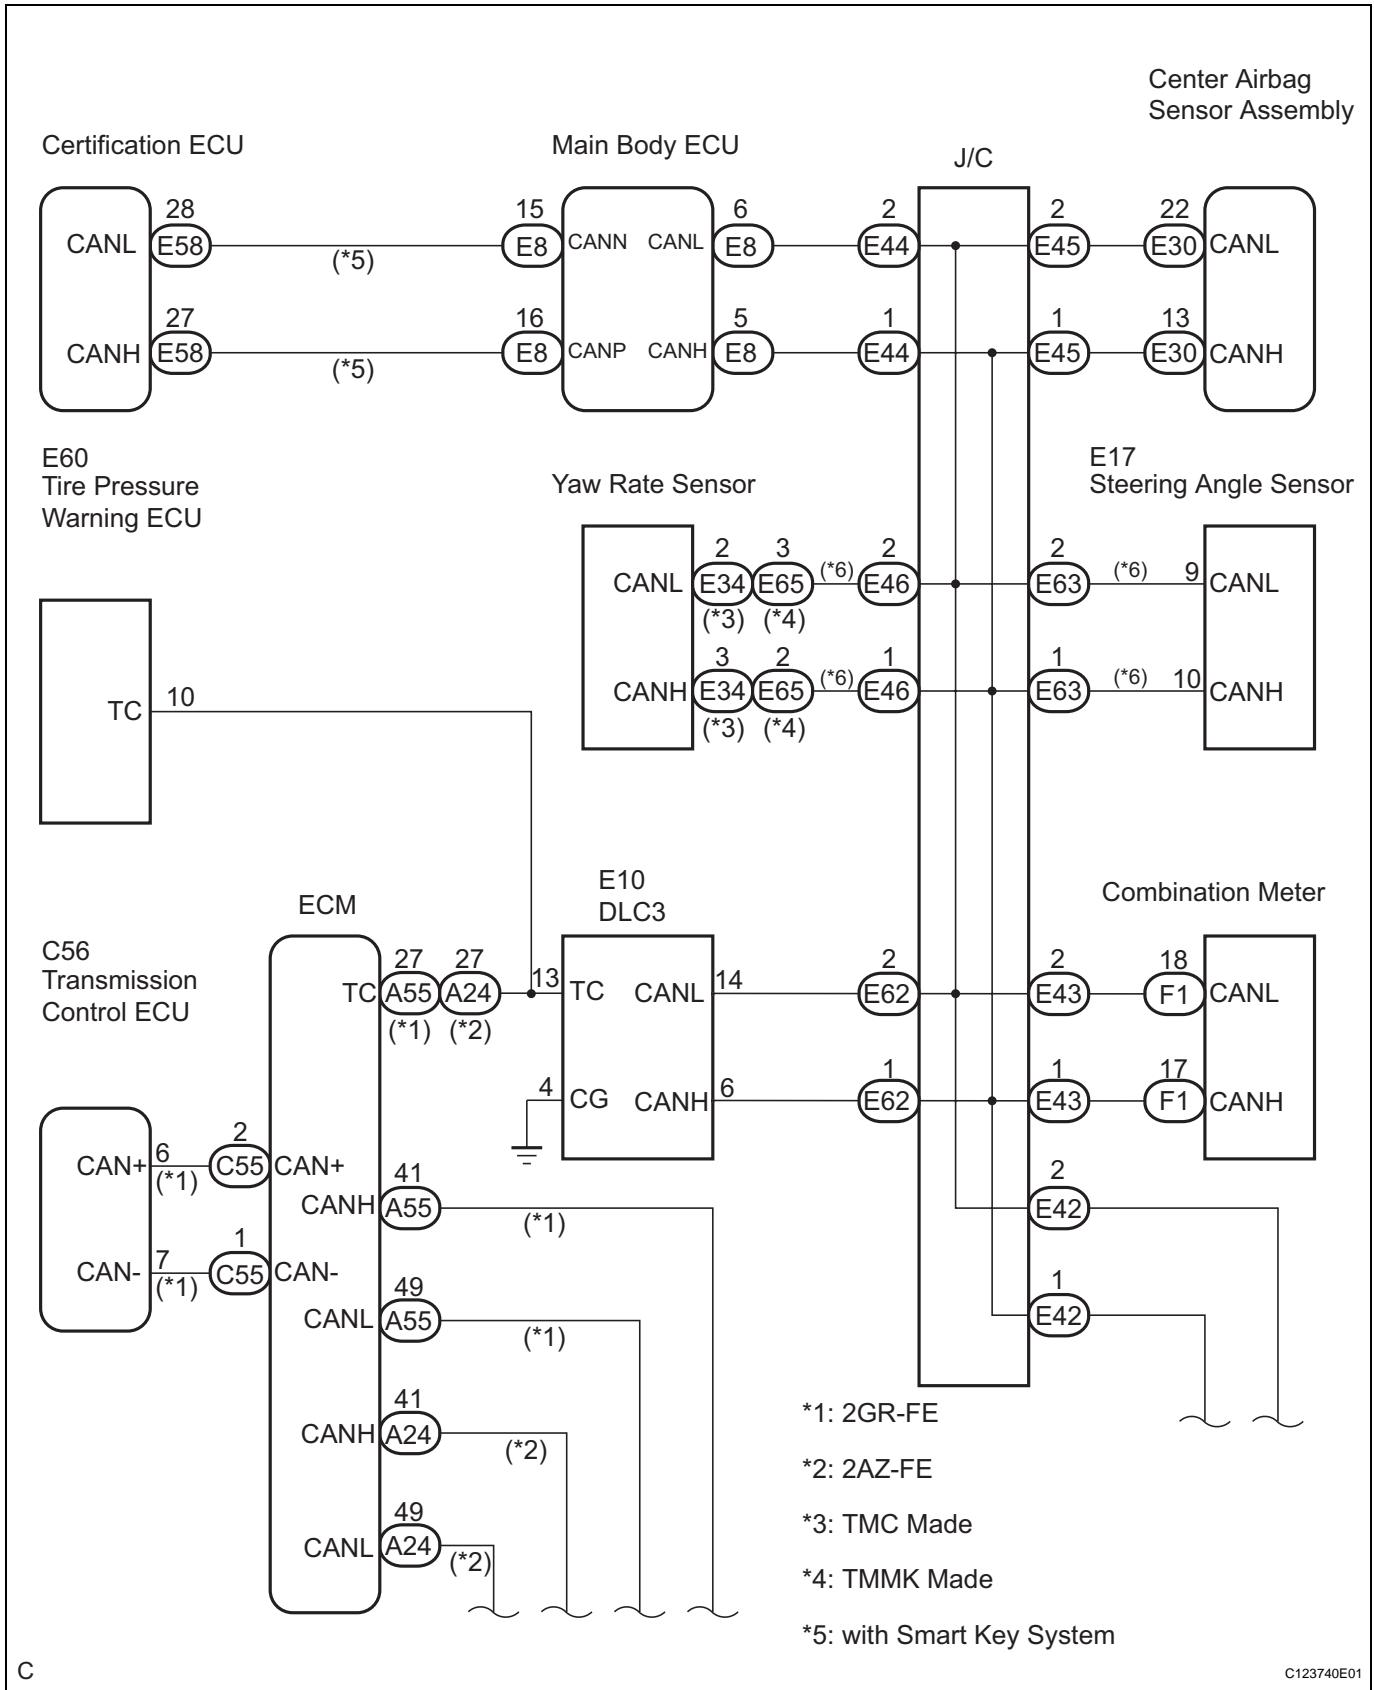 Center Airbag
Sensor Assembly
Certification ECU
Main Body ECU
J/C
28
15
6
2
2
22
CANL
E58
(*5)
E8
CANN
CANL
E8
E44
E45
E30
CANL
27
16
5
1
1
13
CANH
E58
(*5)
E8
CANP
CANH
E8
E44
E45
E30
CANH
E60
Tire Pressure
Warning ECU
Yaw Rate Sensor
E17
Steering Angle Sensor
2
3
2
2
CANL
E34
E65
(*6)
E46
E63
(*6)
9
CANL
(*3)
(*4)
3
2
1
1
CANH
E34
E65
(*6)
E46
E63
(*6)
10
CANH
(*3)
(*4)
TC
10
ECM
E10
DLC3
Combination Meter
C56
Transmission
Control ECU
27
27
2
2
18
TC
A55
A24
13
TC
CANL
14
E62
E43
F1
CANL
(*1)
(*2)
1
1
17
4
CG
CANH
6
E62
E43
F1
CANH
2
CAN+
6
C55
CAN+
(*1)
41
2
CANH
A55
(*1)
E42
1
CAN-
7
C55
CAN-
(*1)
49
1
CANL
A55
(*1)
E42
41
CANH
A24
(*2)
49
CANL
A24
(*2)
*1: 2GR-FE
*2: 2AZ-FE
*3: TMC Made
*4: TMMK Made
*5: with Smart Key System
C
C123740E01